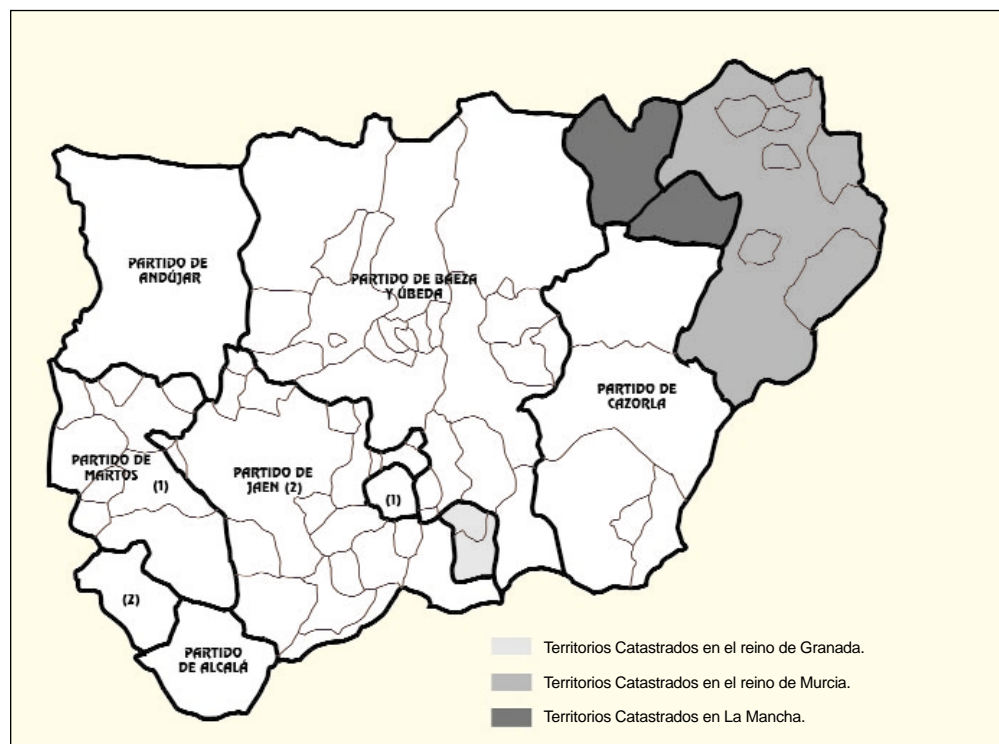 PARTIDO DE
ANDÚJAR
PARTIDO DE BAEZA
Y ÚBEDA
PARTIDO DE
CAZORLA
PARTIDO DE
MARTOS
(1)
PARTIDO DE
JAEN (2)
(1)
(2)
PARTIDO
DE ALCALÁ
Territorios Catastrados en el reino de Granada.
Territorios Catastrados en el reino de Murcia.
Territorios Catastrados en La Mancha.